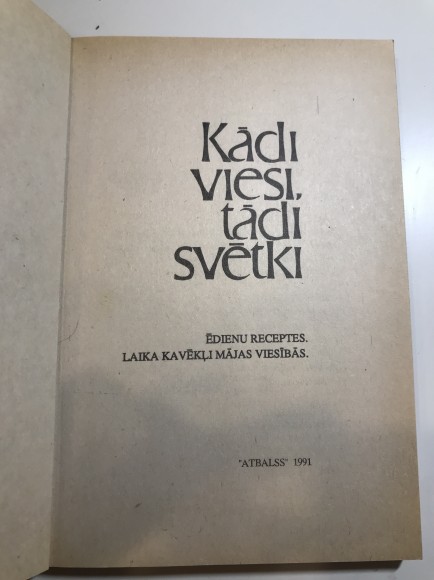 Kādi
viesi,
tādi
svētki
ĒDIENU RECEPTES.
LAIKA KAVĒKĻI MĀJAS VIESĪBĀS.
"ATBALSS" 1991